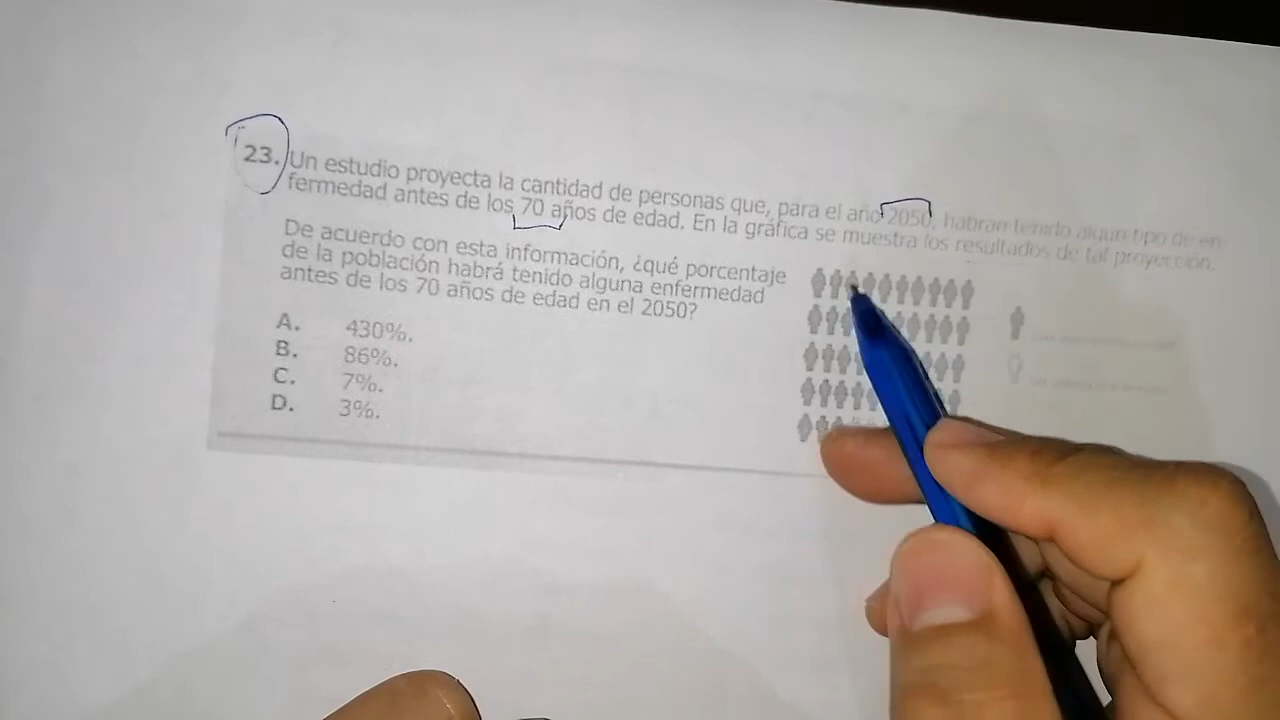 23. Un estudio proyecta la cantidad de personas que, para el año 2050, habrán tenido algún tipo de en-
fermedad antes de los 70 años de edad. En la gráfica se muestra los resultados de tal proyección.
De acuerdo con esta información, ¿qué porcentaje
de la población habrá tenido alguna enfermedad
antes de los 70 años de edad en el 2050?
A. 430%.
B. 86%.
C. 7%.
D. 3%.